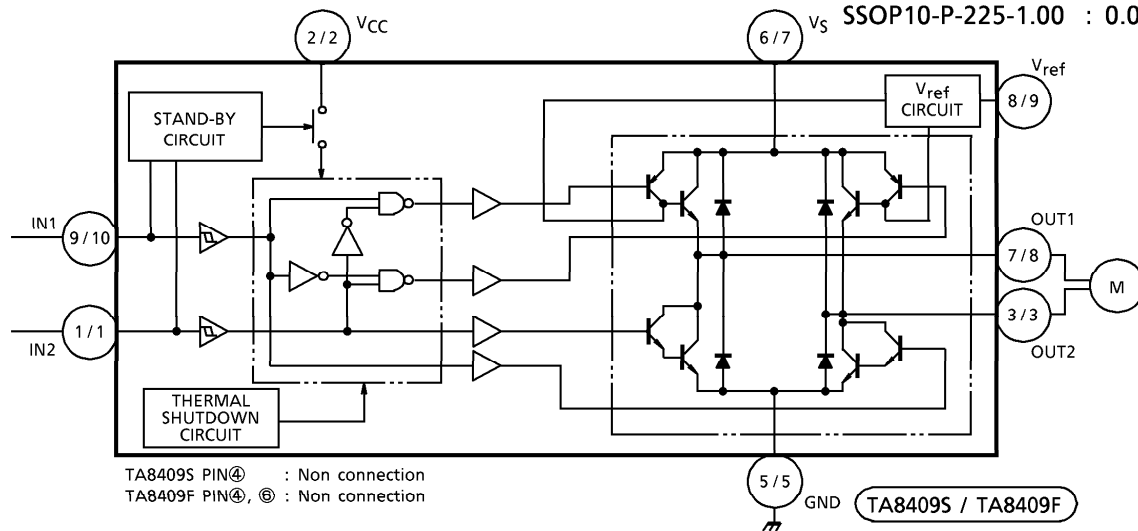 SSOP10-P-225-1.00 : 0.0
2/2 VCC
6/7 VS
Vref
8/9
Vref
CIRCUIT
STAND-BY
CIRCUIT
IN1
9/10
OUT1
7/8
M
3/3
OUT2
1/1
IN2
THERMAL
SHUTDOWN
CIRCUIT
TA8409S PIN④ : Non connection
TA8409F PIN④, ⑥ : Non connection
5/5 GND
TA8409S / TA8409F